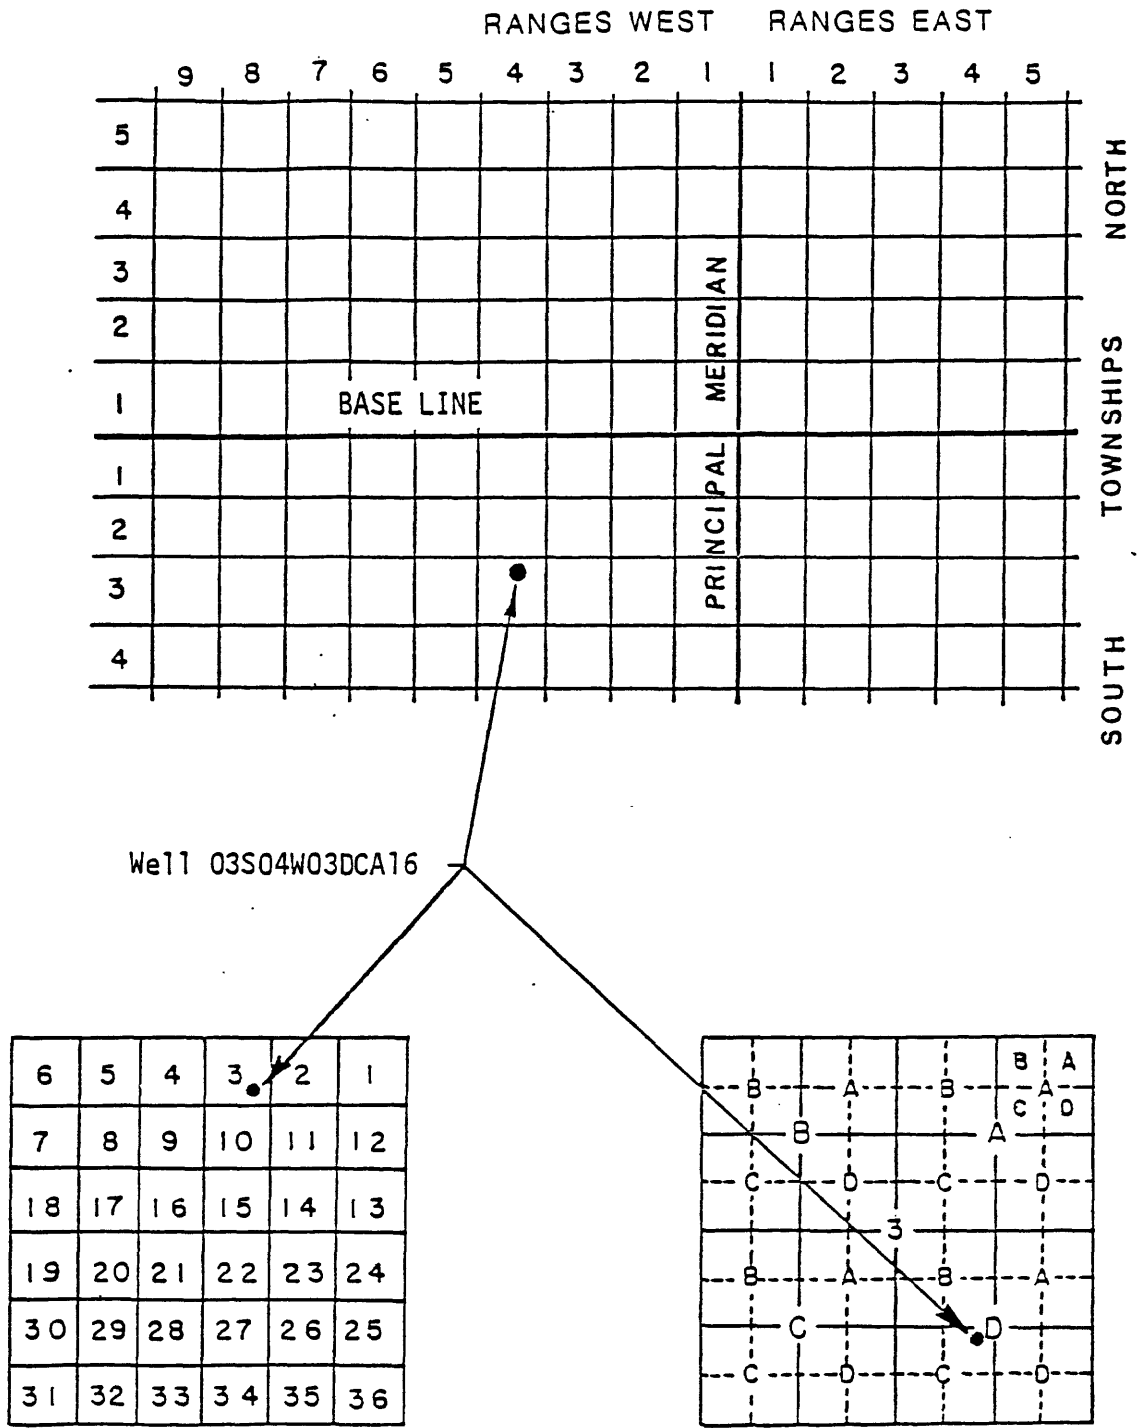 RANGES WEST RANGES EAST
9 8 7 6 5 4 3 2 1 1 2 3 4 5
5
4
3
2
1
1
2
3
4
BASE LINE
PRINCIPAL MERIDIAN
NORTH
TOWNSHIPS
SOUTH
Well 03S04W03DCA16
6 5 4 3 2 1
7 8 9 10 11 12
18 17 16 15 14 13
19 20 21 22 23 24
30 29 28 27 26 25
31 32 33 34 35 36
B A
B A B A
C D
B A
C D C D
3
B A B A
C D
C D C D